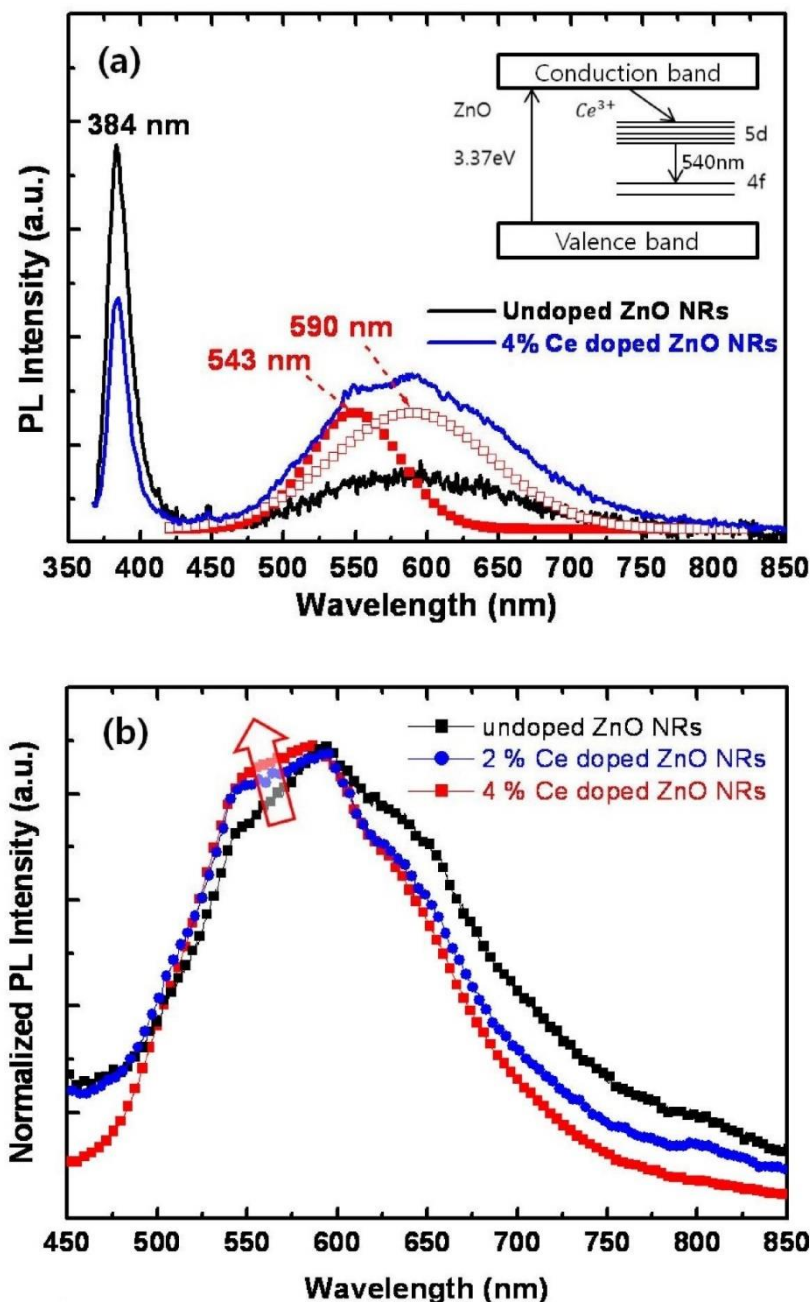 (a)
384 nm
Conduction band
ZnO
Ce³⁺
5d
3.37eV
540nm
4f
Valence band
Undoped ZnO NRs
4% Ce doped ZnO NRs
590 nm
543 nm
PL Intensity (a.u.)
350 400 450 500 550 600 650 700 750 800 850
Wavelength (nm)
(b)
undoped ZnO NRs
2 % Ce doped ZnO NRs
4 % Ce doped ZnO NRs
Normalized PL Intensity (a.u.)
450 500 550 600 650 700 750 800 850
Wavelength (nm)